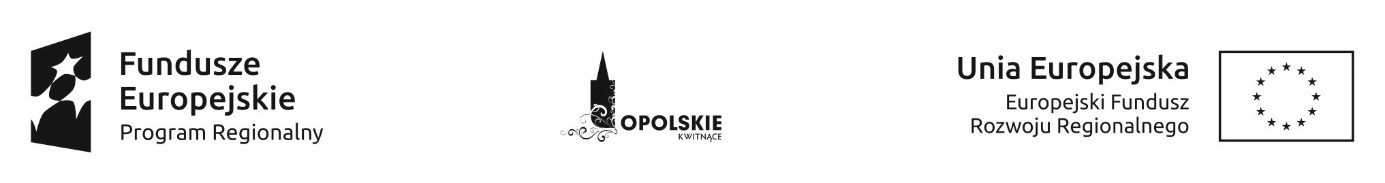 Fundusze
Europejskie
Program Regionalny
OPOLSKIE
KWITNĄCE
Unia Europejska
Europejski Fundusz
Rozwoju Regionalnego